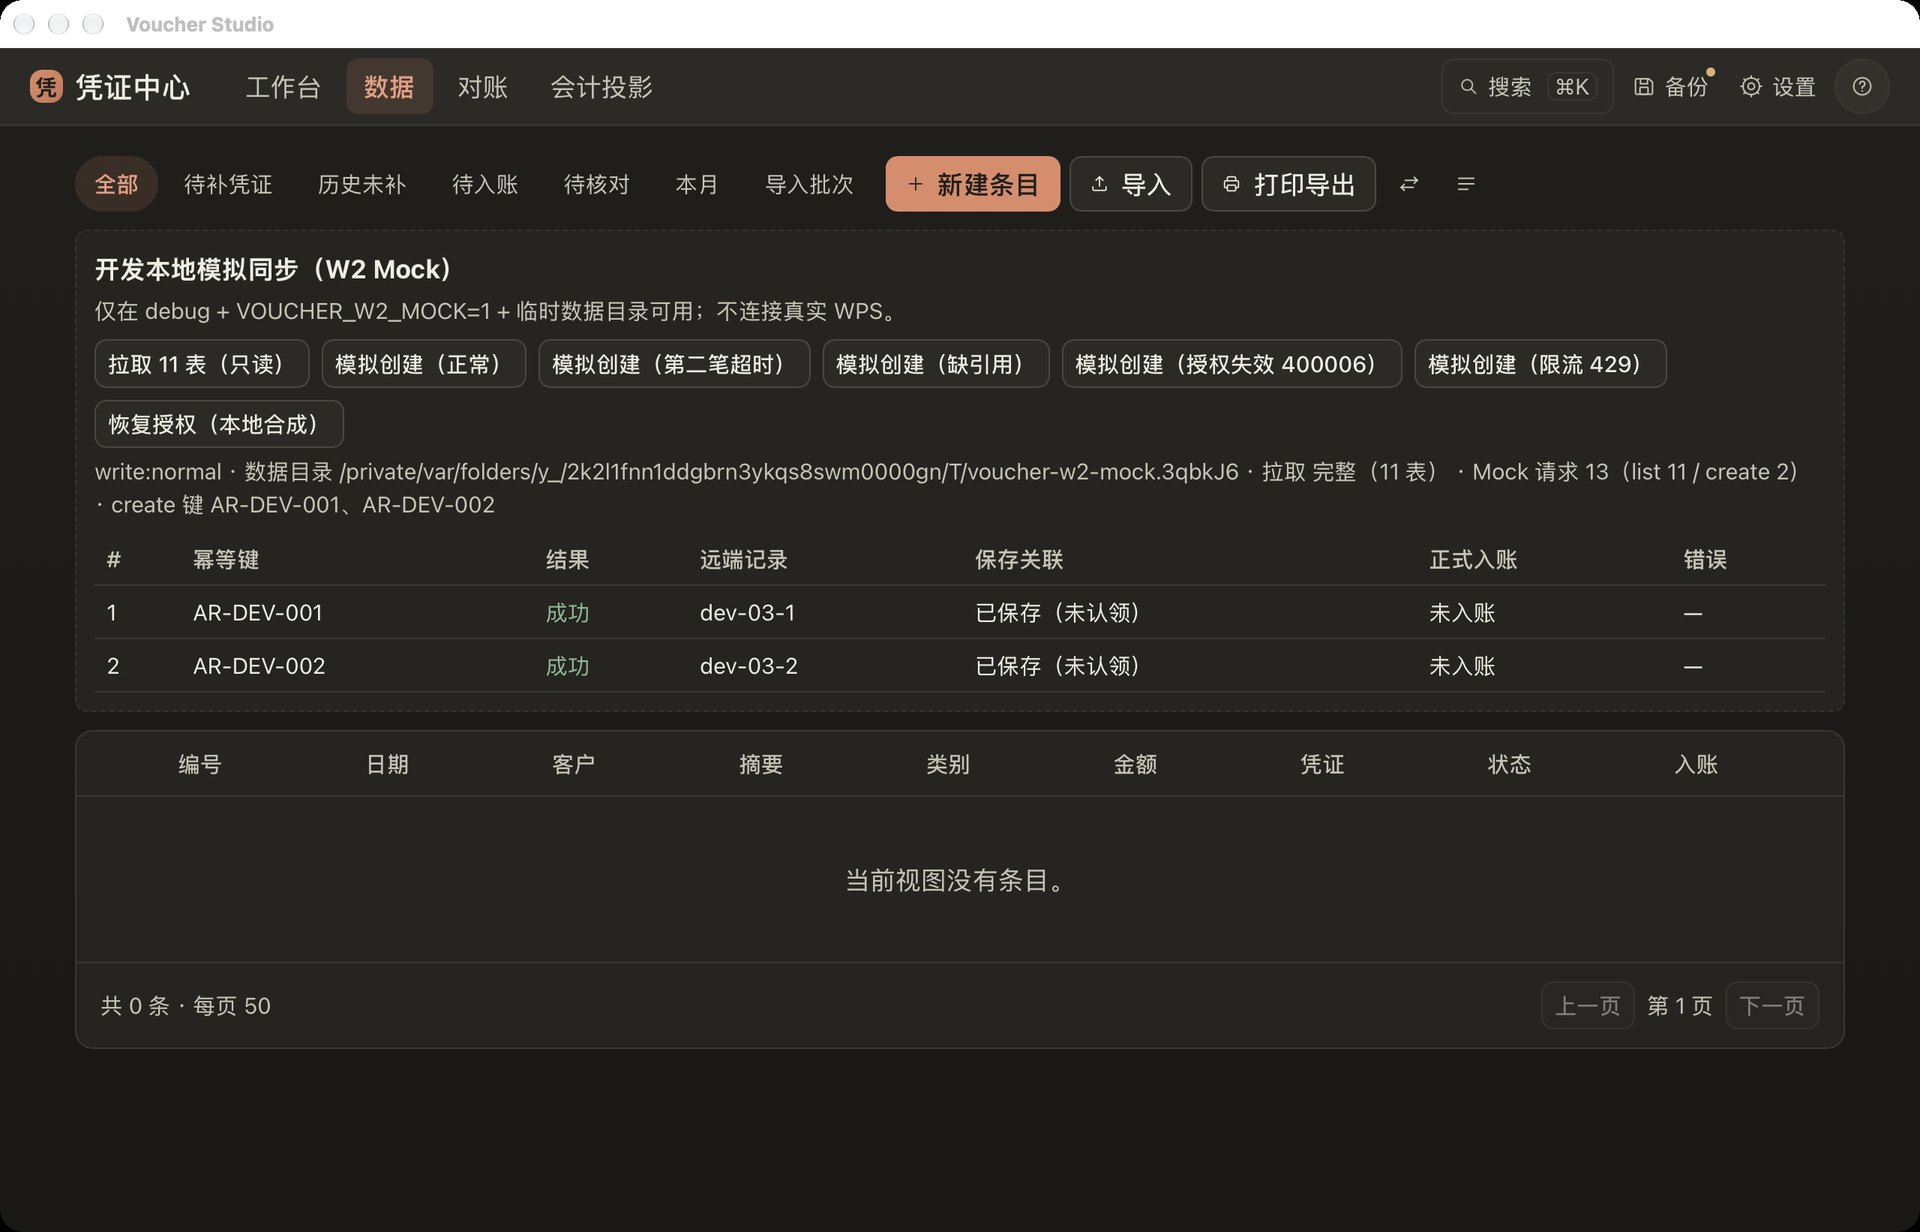 Voucher Studio
凭 凭证中心 工作台 数据 对账 会计投影 搜索 ⌘K 备份 设置
全部 待补凭证 历史未补 待入账 待核对 本月 导入批次 + 新建条目 导入 打印导出
开发本地模拟同步（W2 Mock）
仅在 debug + VOUCHER_W2_MOCK=1 + 临时数据目录可用；不连接真实 WPS。
拉取 11 表（只读） 模拟创建（正常） 模拟创建（第二笔超时） 模拟创建（缺引用） 模拟创建（授权失效 400006） 模拟创建（限流 429）
恢复授权（本地合成）
write:normal · 数据目录 /private/var/folders/y_/2k2l1fnn1ddgbrn3ykqs8swm0000gn/T/voucher-w2-mock.3qbkJ6 · 拉取 完整（11 表） · Mock 请求 13（list 11 / create 2）
· create 键 AR-DEV-001、AR-DEV-002
# 幂等键 结果 远端记录 保存关联 正式入账 错误
1 AR-DEV-001 成功 dev-03-1 已保存（未认领） 未入账 —
2 AR-DEV-002 成功 dev-03-2 已保存（未认领） 未入账 —
编号 日期 客户 摘要 类别 金额 凭证 状态 入账
当前视图没有条目。
共 0 条 · 每页 50 上一页 第 1 页 下一页